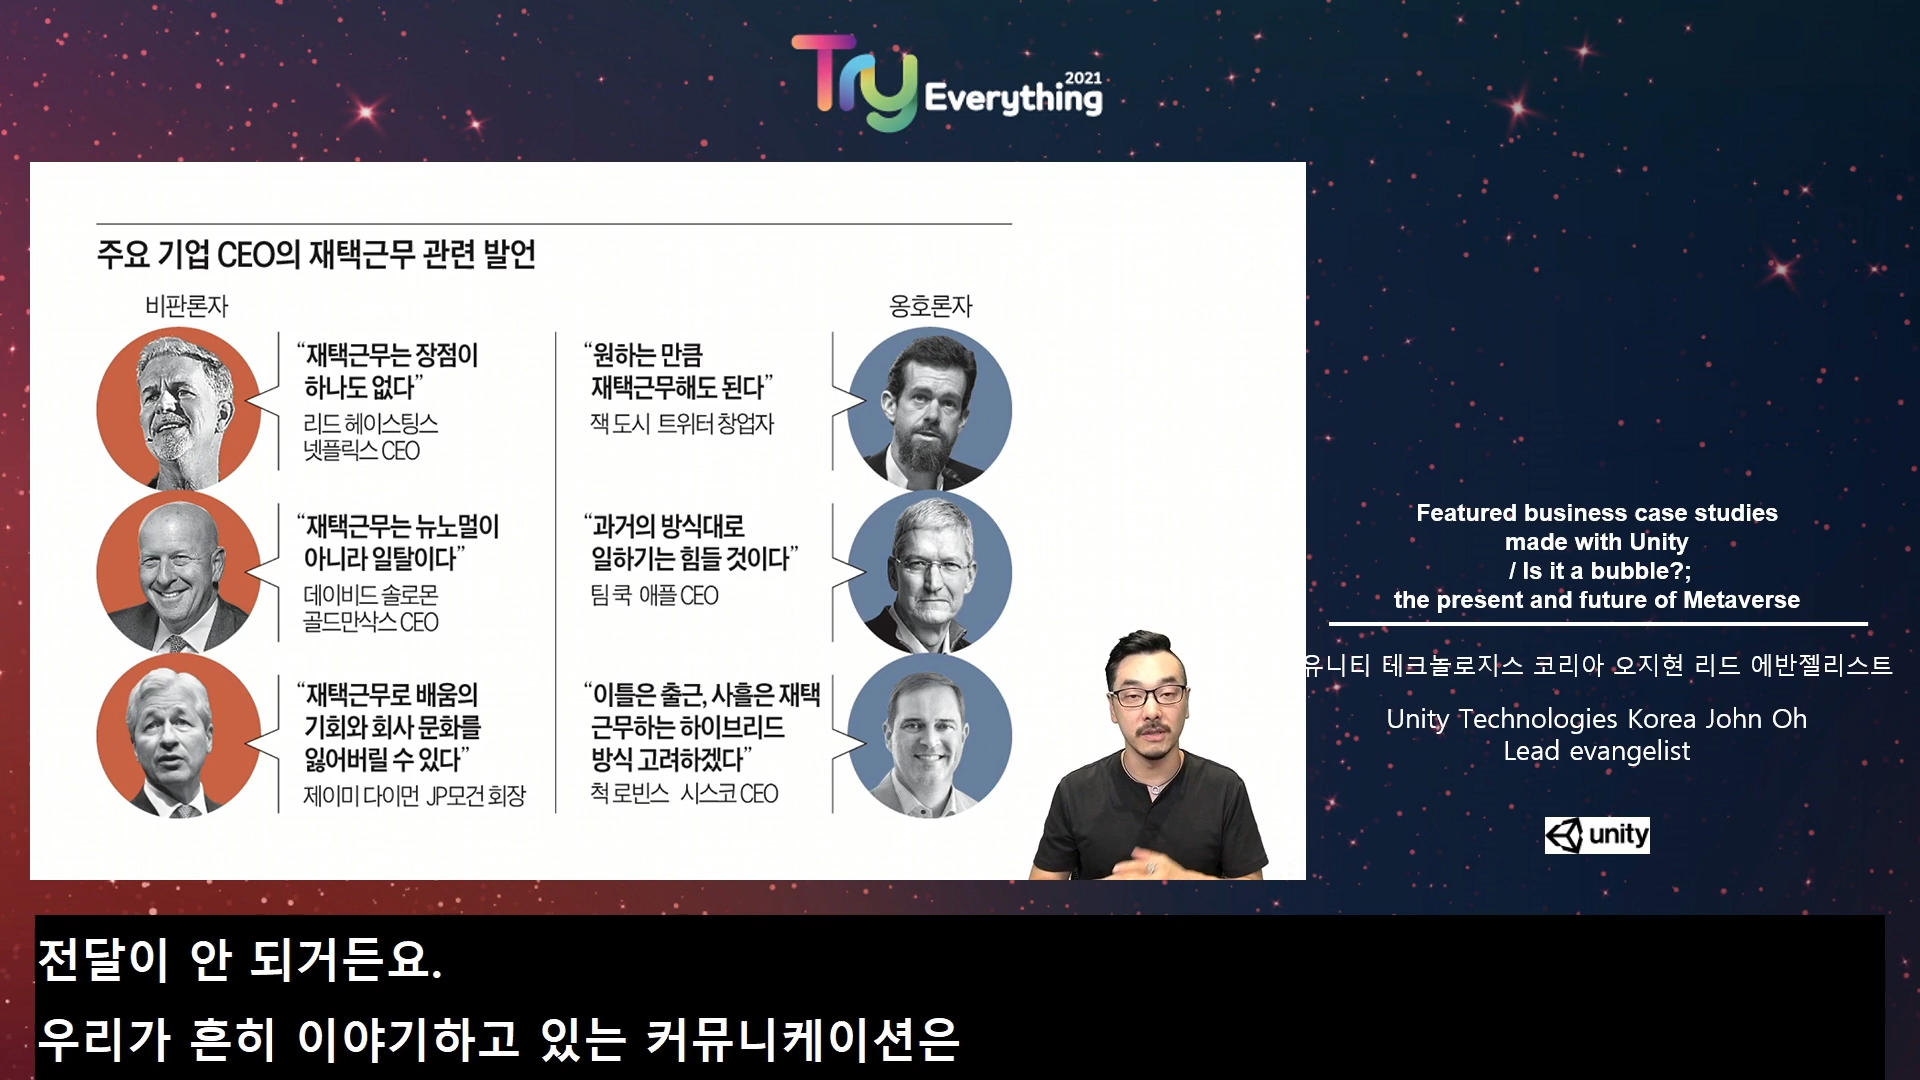 Try
2021
Everything
주요 기업 CEO의 재택근무 관련 발언
비판론자
“재택근무는 장점이
하나도 없다”
리드 헤이스팅스
넷플릭스 CEO
“재택근무는 뉴노멀이
아니라 일탈이다”
데이비드 솔로몬
골드만삭스 CEO
“재택근무로 배움의
기회와 회사 문화를
잃어버릴 수 있다”
제이미 다이먼 JP모건 회장
옹호론자
“원하는 만큼
재택근무해도 된다”
잭 도시 트위터 창업자
“과거의 방식대로
일하기는 힘들 것이다”
팀 쿡 애플 CEO
“이틀은 출근, 사흘은 재택
근무하는 하이브리드
방식 고려하겠다”
척 로빈스 시스코 CEO
Featured business case studies
made with Unity
/ Is it a bubble?;
the present and future of Metaverse
유니티 테크놀로지스 코리아 오지현 리드 에반젤리스트
Unity Technologies Korea John Oh
Lead evangelist
unity
전달이 안 되거든요.
우리가 흔히 이야기하고 있는 커뮤니케이션은